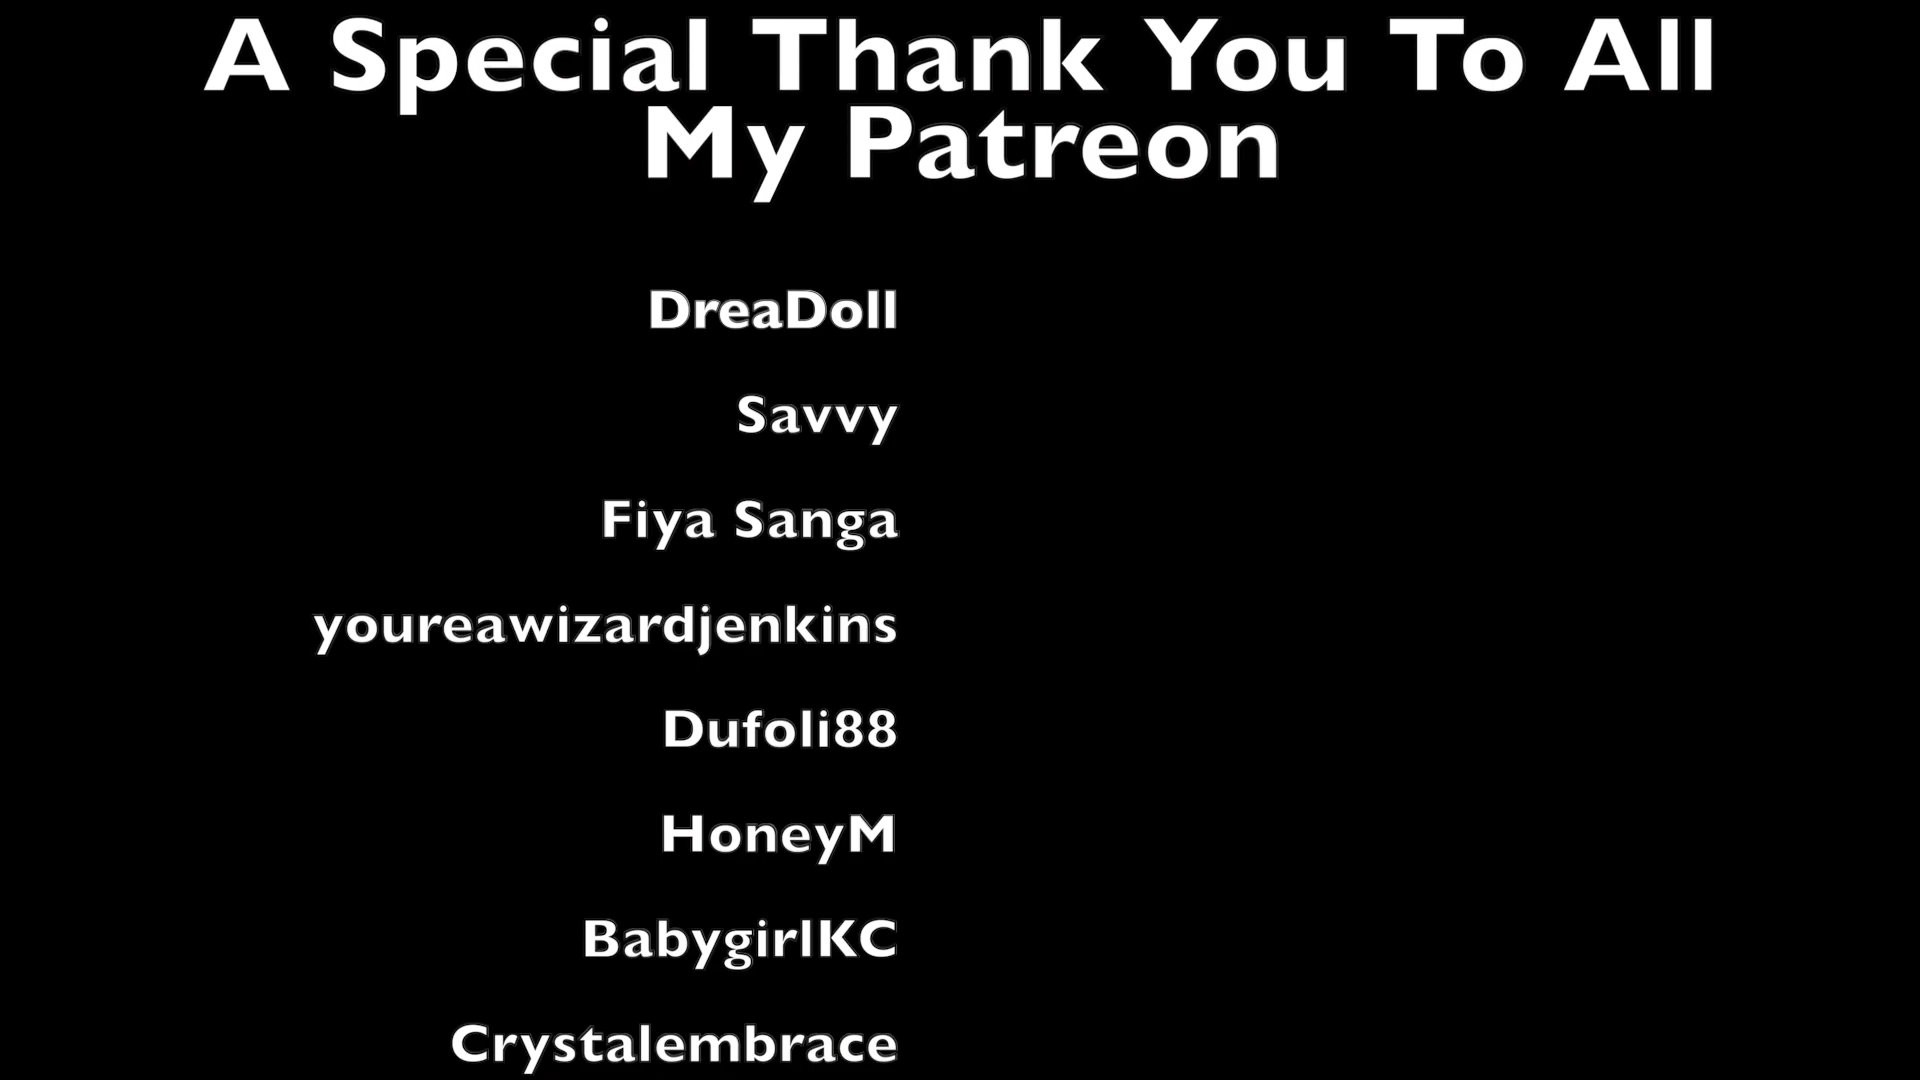 A Special Thank You To All
My Patreon
DreaDoll
Savvy
Fiya Sanga
youreawizardjenkins
Dufoli88
HoneyM
BabygirlKC
Crystalembrace